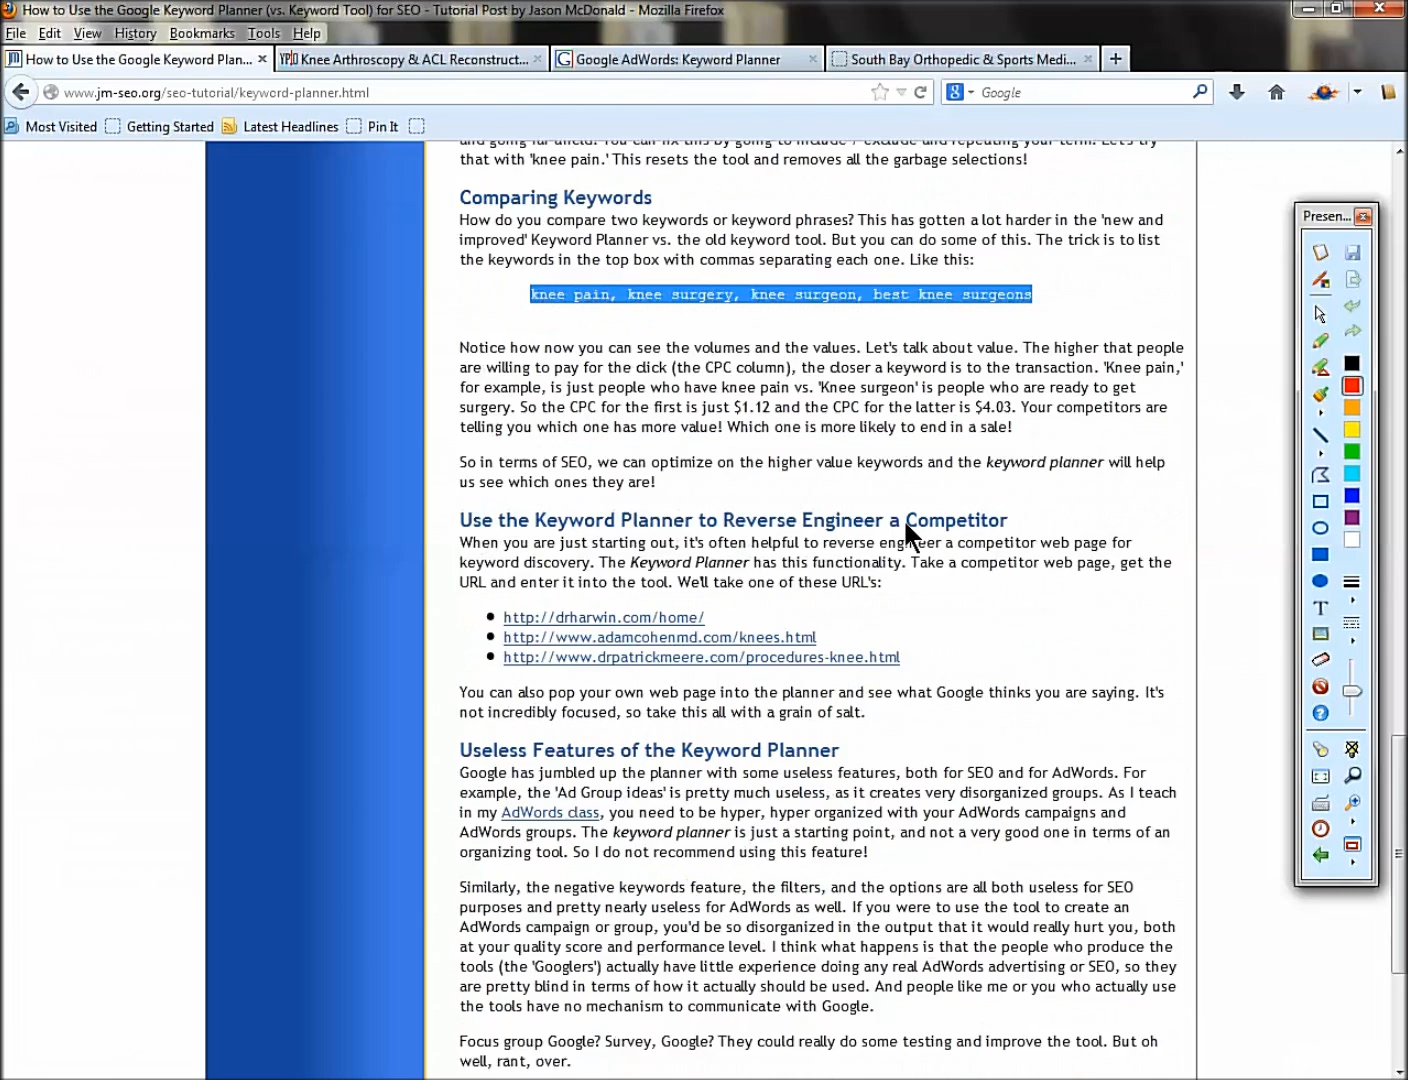 How to Use the Google Keyword Planner (vs. Keyword Tool) for SEO - Tutorial Post by Jason McDonald - Mozilla Firefox
File Edit View History Bookmarks Tools Help
How to Use the Google Keyword Plan... × Knee Arthroscopy & ACL Reconstruct... × Google AdWords: Keyword Planner × South Bay Orthopedic & Sports Medi... × +
www.jm-seo.org/seo-tutorial/keyword-planner.html Google
Most Visited Getting Started Latest Headlines Pin It
that with 'knee pain.' This resets the tool and removes all the garbage selections!
Comparing Keywords
How do you compare two keywords or keyword phrases? This has gotten a lot harder in the 'new and
improved' Keyword Planner vs. the old keyword tool. But you can do some of this. The trick is to list
the keywords in the top box with commas separating each one. Like this:
knee pain, knee surgery, knee surgeon, best knee surgeons
Notice how now you can see the volumes and the values. Let's talk about value. The higher that people
are willing to pay for the click (the CPC column), the closer a keyword is to the transaction. 'Knee pain,'
for example, is just people who have knee pain vs. 'Knee surgeon' is people who are ready to get
surgery. So the CPC for the first is just $1.12 and the CPC for the latter is $4.03. Your competitors are
telling you which one has more value! Which one is more likely to end in a sale!
So in terms of SEO, we can optimize on the higher value keywords and the keyword planner will help
us see which ones they are!
Use the Keyword Planner to Reverse Engineer a Competitor
When you are just starting out, it's often helpful to reverse engineer a competitor web page for
keyword discovery. The Keyword Planner has this functionality. Take a competitor web page, get the
URL and enter it into the tool. We'll take one of these URL's:
http://drharwin.com/home/
http://www.adamcohenmd.com/knees.html
http://www.drpatrickmeere.com/procedures-knee.html
You can also pop your own web page into the planner and see what Google thinks you are saying. It's
not incredibly focused, so take this all with a grain of salt.
Useless Features of the Keyword Planner
Google has jumbled up the planner with some useless features, both for SEO and for AdWords. For
example, the 'Ad Group ideas' is pretty much useless, as it creates very disorganized groups. As I teach
in my AdWords class, you need to be hyper, hyper organized with your AdWords campaigns and
AdWords groups. The keyword planner is just a starting point, and not a very good one in terms of an
organizing tool. So I do not recommend using this feature!
Similarly, the negative keywords feature, the filters, and the options are all both useless for SEO
purposes and pretty nearly useless for AdWords as well. If you were to use the tool to create an
AdWords campaign or group, you'd be so disorganized in the output that it would really hurt you, both
at your quality score and performance level. I think what happens is that the people who produce the
tools (the 'Googlers') actually have little experience doing any real AdWords advertising or SEO, so they
are pretty blind in terms of how it actually should be used. And people like me or you who actually use
the tools have no mechanism to communicate with Google.
Focus group Google? Survey, Google? They could really do some testing and improve the tool. But oh
well, rant, over.
Presen...
T